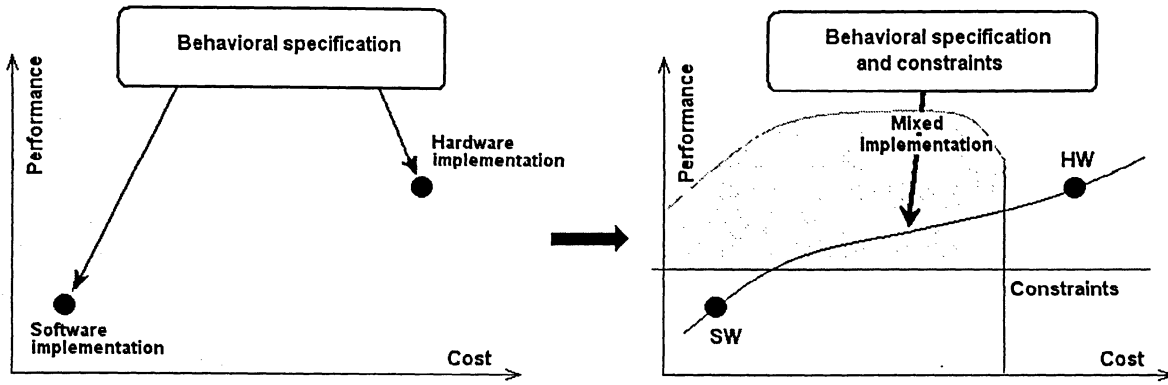 Behavioral specification
Performance
Hardware
implementation
Software
implementation
Cost
Behavioral specification
and constraints
Performance
Mixed
implementation
HW
Constraints
SW
Cost